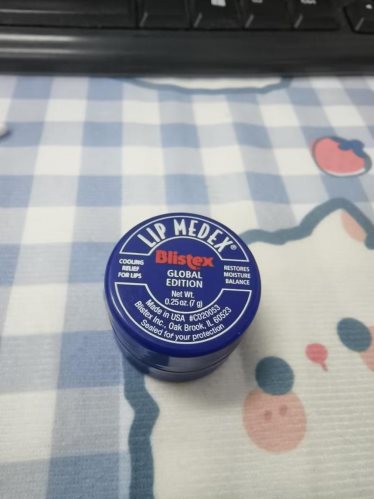 LIP MEDEX®
Blistex
COOLING
RELIEF
FOR LIPS
GLOBAL
EDITION
RESTORES
MOISTURE
BALANCE
Net Wt.
0.25 oz. (7 g)
Made in USA #C020053
Blistex Inc., Oak Brook, IL 60523
Sealed for your protection